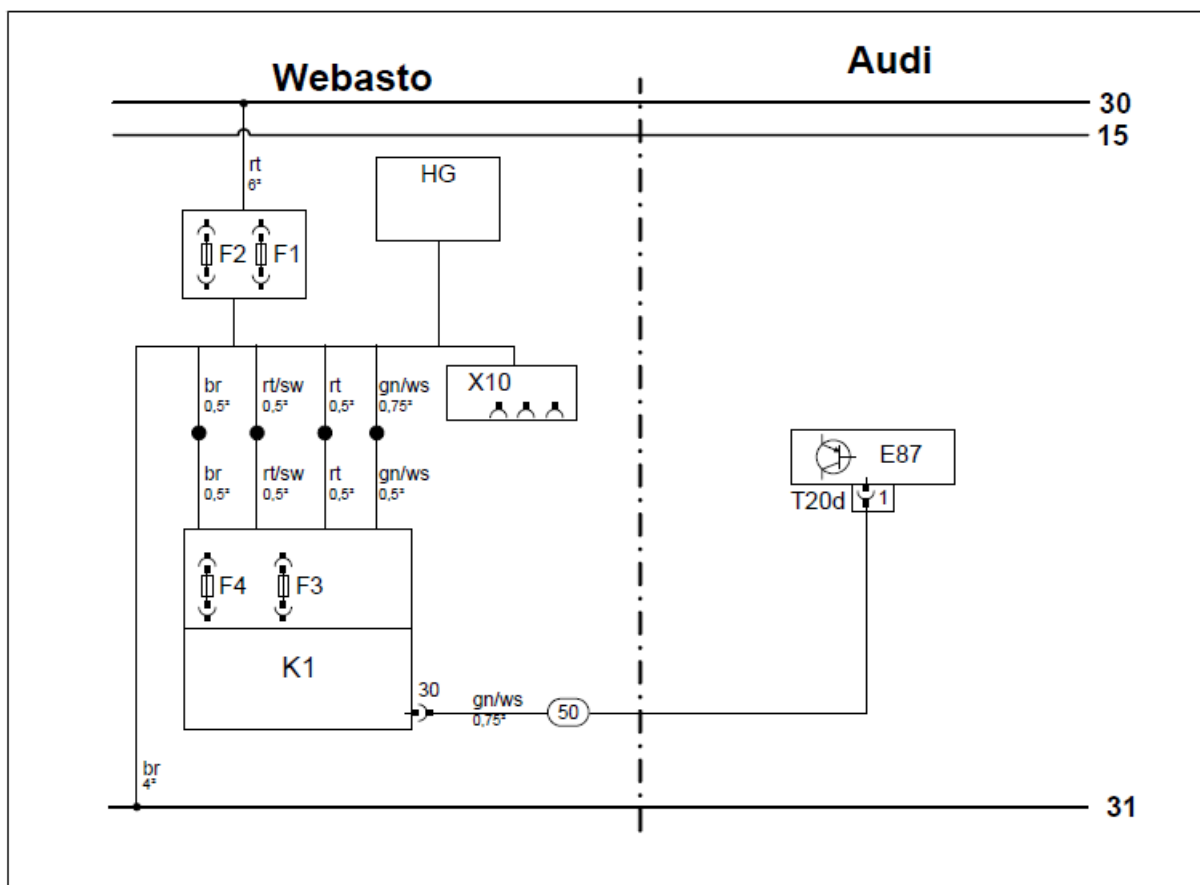 Webasto
Audi
30
15
rt
6²
HG
F2 F1
br rt/sw rt gn/ws
0,5² 0,5² 0,5² 0,75²
X10
br rt/sw rt gn/ws
0,5² 0,5² 0,5² 0,5²
E87
T20d 1
F4 F3
K1
30
gn/ws
0,75²
50
br
4²
31